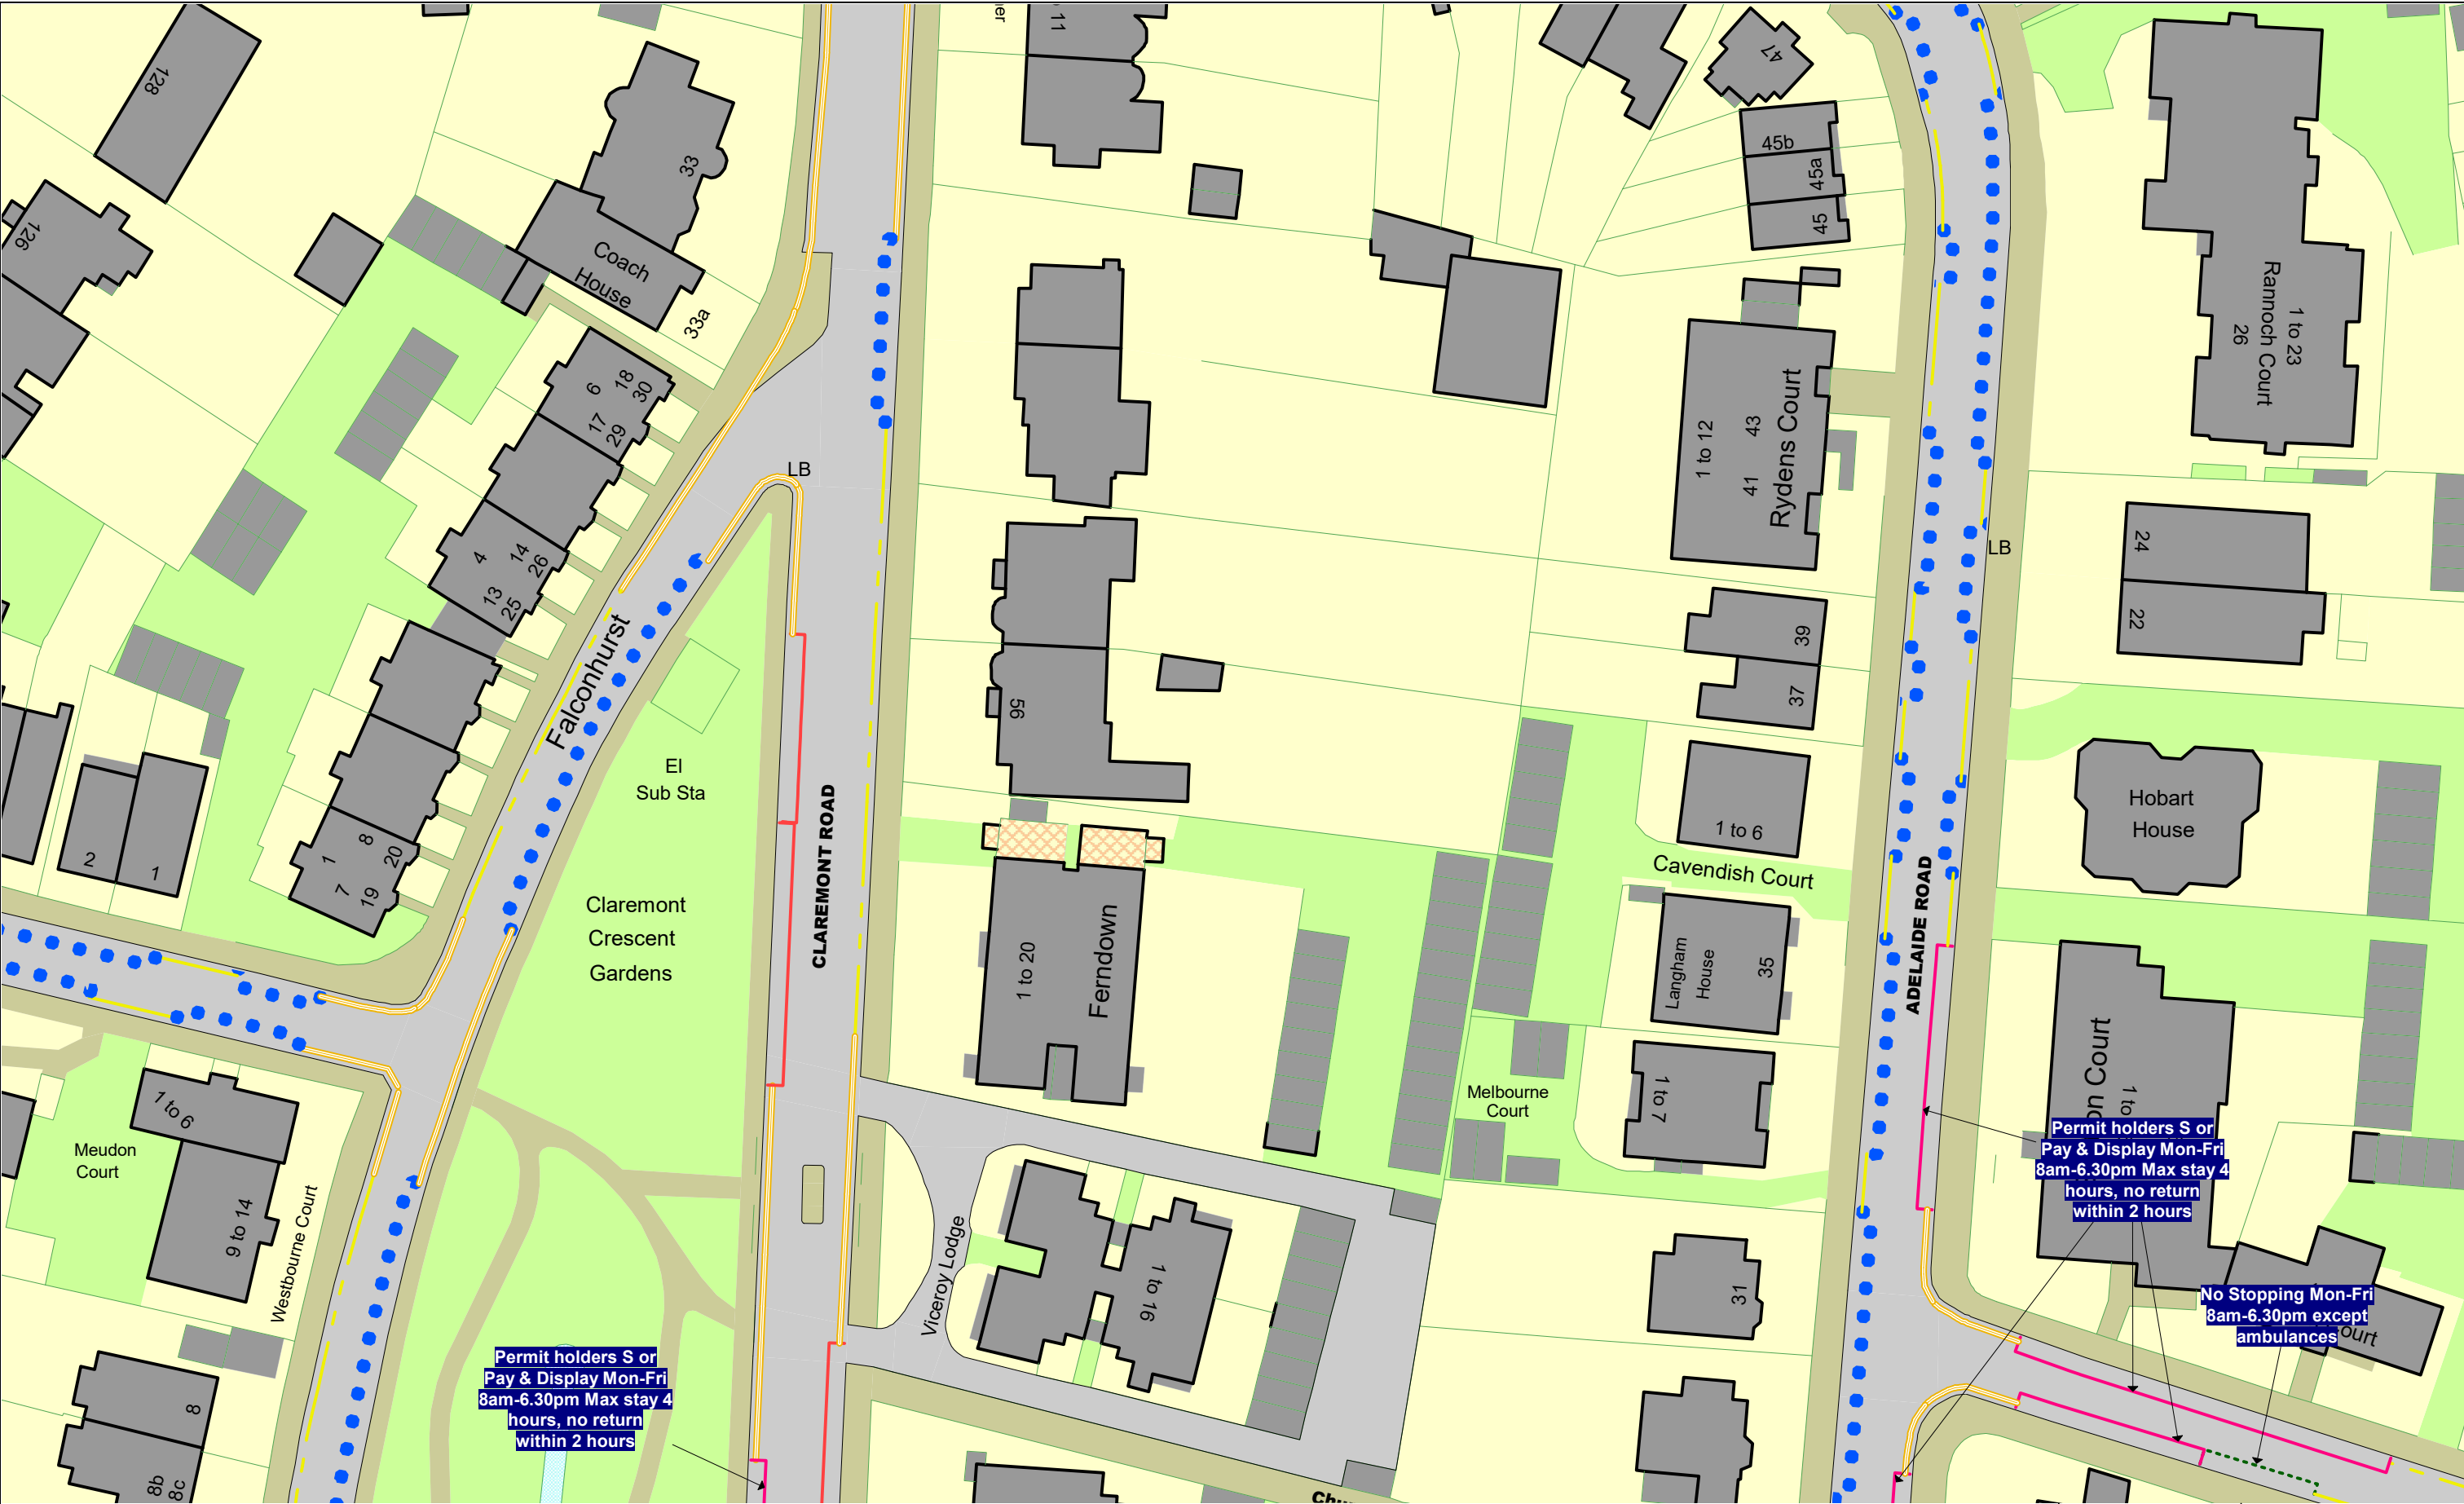 11
47
128
45b
45a
45
33
126
Coach
House
33a
1 to 23
Rannoch Court
26
6
18
30
17
29
1 to 12
43
41
Rydens Court
LB
LB
24
22
4
14
26
13
25
39
37
Falconhurst
56
El
Sub Sta
Hobart
House
CLAREMONT ROAD
1 to 6
Cavendish Court
ADELAIDE ROAD
2
1
1
8
20
7
19
Claremont
Crescent
Gardens
1 to 20
Ferndown
Langham
House
35
on Court
1 to
Melbourne
Court
1 to 7
1 to 6
Meudon
Court
9 to 14
Westbourne Court
Permit holders S or
Pay & Display Mon-Fri
8am-6.30pm Max stay 4
hours, no return
within 2 hours
Viceroy Lodge
1 to 16
31
No Stopping Mon-Fri
8am-6.30pm except
ambulances
ourt
Permit holders S or
Pay & Display Mon-Fri
8am-6.30pm Max stay 4
hours, no return
within 2 hours
8
8b
8c